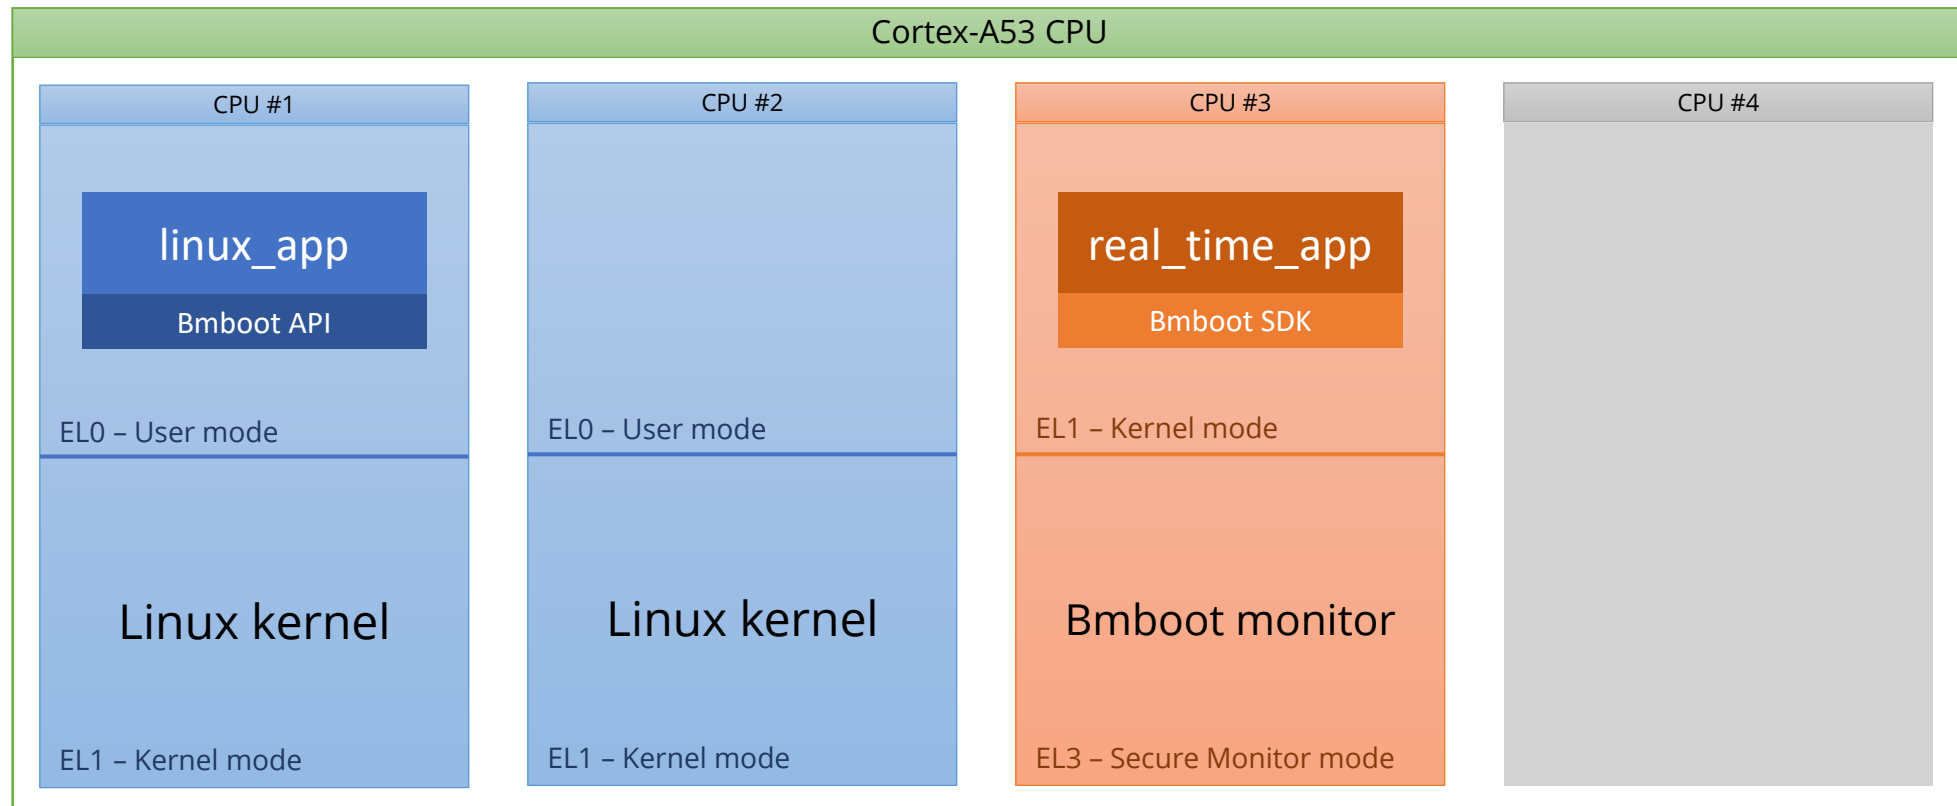 Cortex-A53 CPU
CPU #1
linux_app
Bmboot API
EL0 – User mode
Linux kernel
EL1 – Kernel mode
CPU #2
EL0 – User mode
Linux kernel
EL1 – Kernel mode
CPU #3
real_time_app
Bmboot SDK
EL1 – Kernel mode
Bmboot monitor
EL3 – Secure Monitor mode
CPU #4